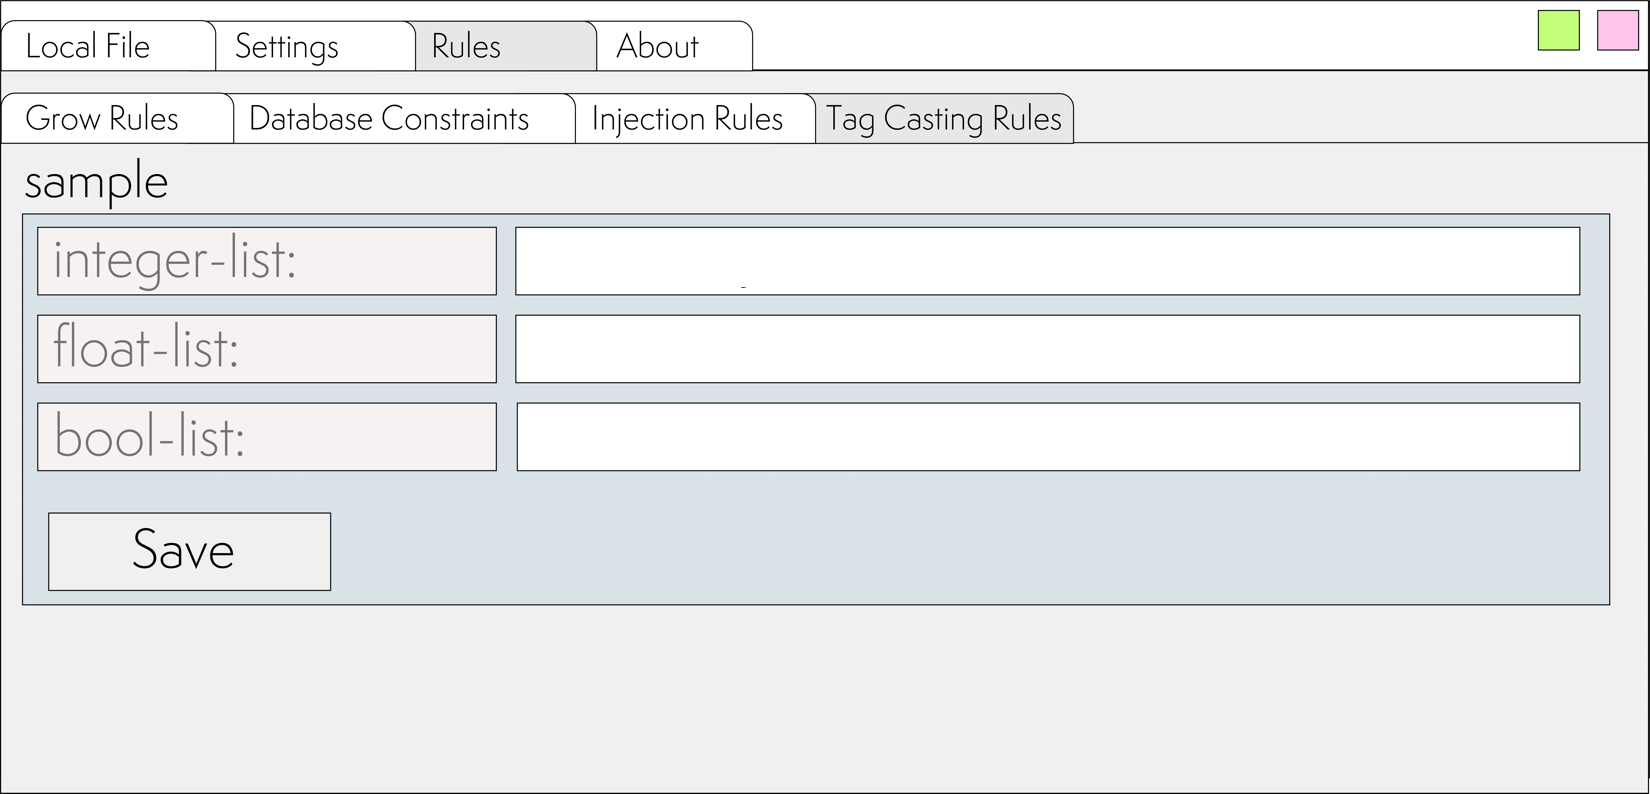 Local File Settings Rules About
Grow Rules Database Constraints Injection Rules Tag Casting Rules
sample
integer-list:
float-list:
bool-list:
Save